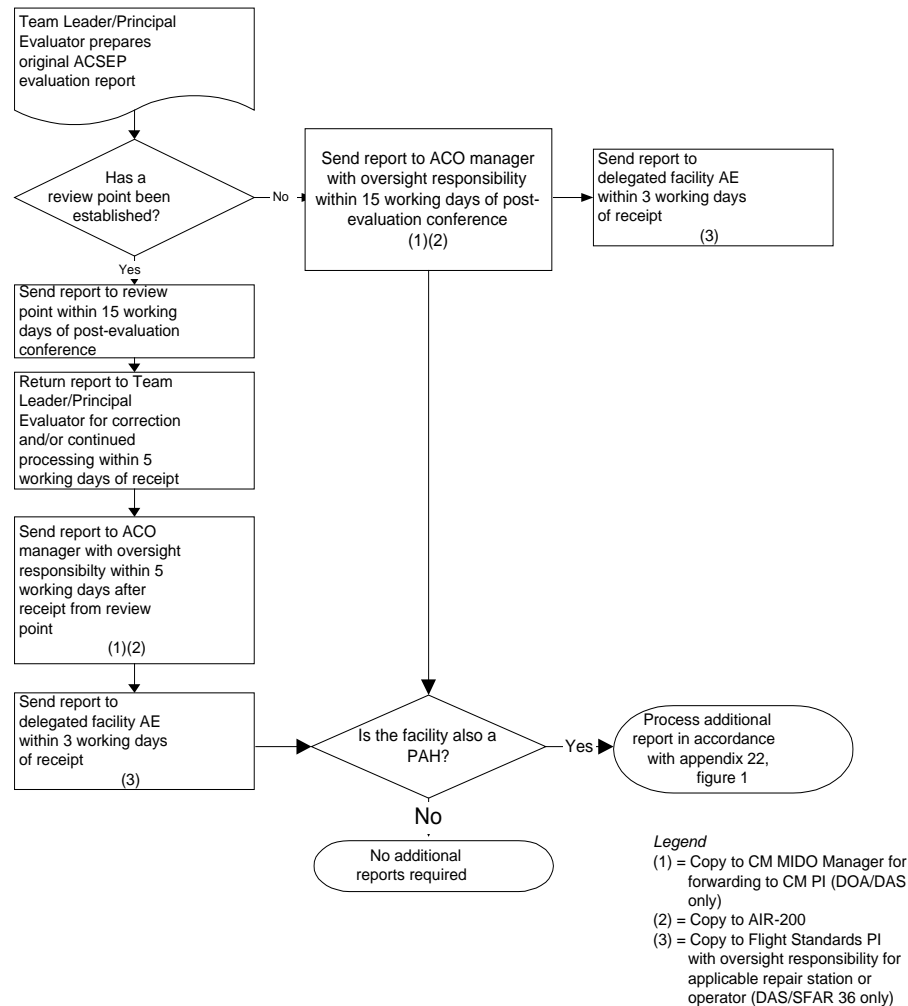 Team Leader/Principal
Evaluator prepares
original ACSEP
evaluation report
Has a
review point been
established?
No
Send report to ACO manager
with oversight responsibility
within 15 working days of post-
evaluation conference
(1)(2)
Send report to
delegated facility AE
within 3 working days
of receipt
(3)
Yes
Send report to review
point within 15 working
days of post-evaluation
conference
Return report to Team
Leader/Principal
Evaluator for correction
and/or continued
processing within 5
working days of receipt
Send report to ACO
manager with oversight
responsibilty within 5
working days after
receipt from review
point
(1)(2)
Send report to
delegated facility AE
within 3 working days
of receipt
(3)
Is the facility also a
PAH?
Yes
Process additional
report in accordance
with appendix 22,
figure 1
No
No additional
reports required
Legend
(1) = Copy to CM MIDO Manager for
forwarding to CM PI (DOA/DAS
only)
(2) = Copy to AIR-200
(3) = Copy to Flight Standards PI
with oversight responsibility for
applicable repair station or
operator (DAS/SFAR 36 only)